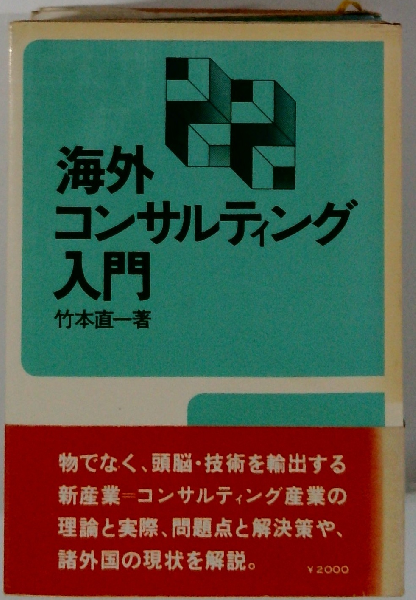 海外
コンサルティング
入門
竹本直一著
物でなく、頭脳・技術を輸出する
新産業=コンサルティング産業の
理論と実際、問題点と解決策や、
諸外国の現状を解説。
¥2000